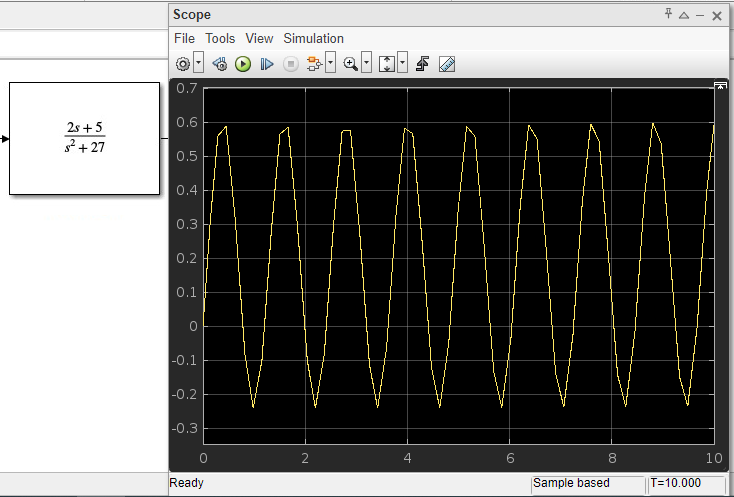 Scope
File Tools View Simulation
2s + 5
s² + 27
0.7
0.6
0.5
0.4
0.3
0.2
0.1
0
-0.1
-0.2
-0.3
0 2 4 6 8 10
Ready Sample based T=10.000